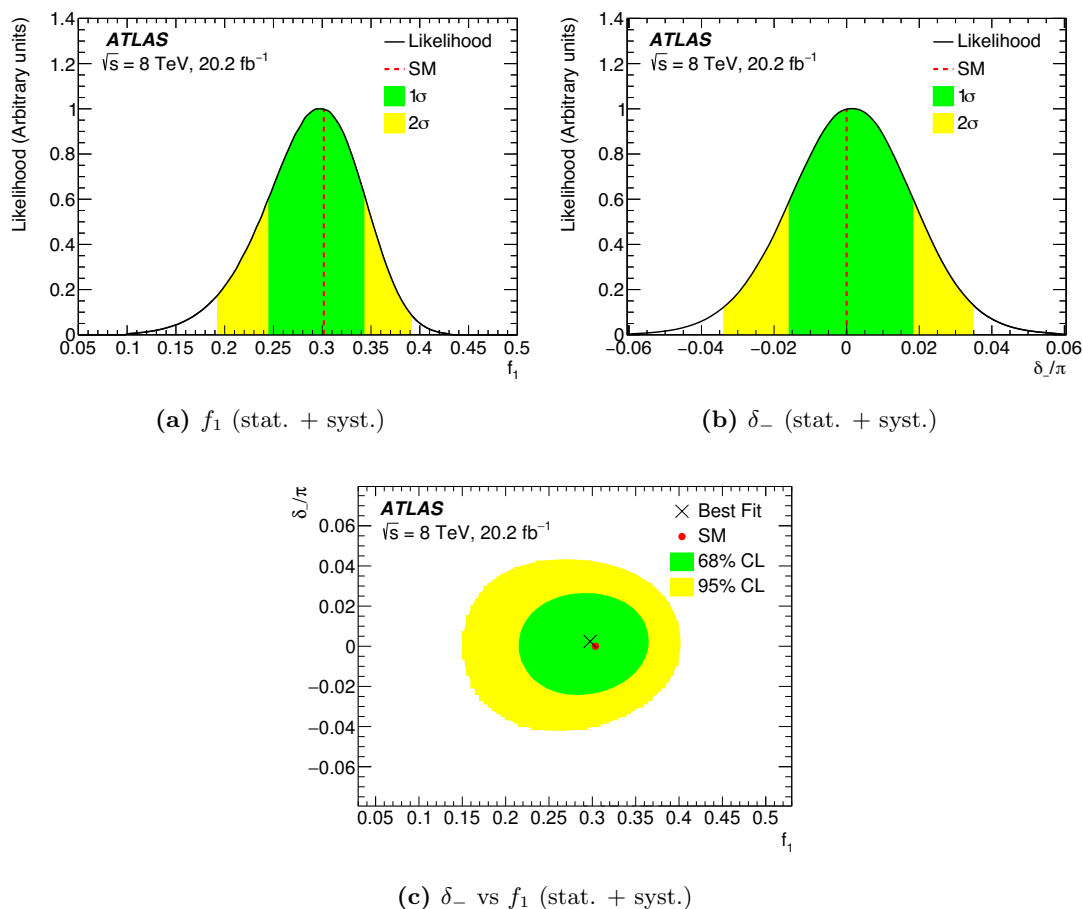 Likelihood (Arbitrary units)
1.4
1.2
1
0.8
0.6
0.4
0.2
0
ATLAS
√s = 8 TeV, 20.2 fb⁻¹
Likelihood
SM
1σ
2σ
0.05 0.1 0.15 0.2 0.25 0.3 0.35 0.4 0.45 0.5
f₁
(a) f₁ (stat. + syst.)
Likelihood (Arbitrary units)
1.4
1.2
1
0.8
0.6
0.4
0.2
0
ATLAS
√s = 8 TeV, 20.2 fb⁻¹
Likelihood
SM
1σ
2σ
−0.06 −0.04 −0.02 0 0.02 0.04 0.06
δ₋/π
(b) δ₋ (stat. + syst.)
δ₋/π
0.06
0.04
0.02
0
−0.02
−0.04
−0.06
ATLAS
√s = 8 TeV, 20.2 fb⁻¹
Best Fit
SM
68% CL
95% CL
0.05 0.1 0.15 0.2 0.25 0.3 0.35 0.4 0.45 0.5
f₁
(c) δ₋ vs f₁ (stat. + syst.)